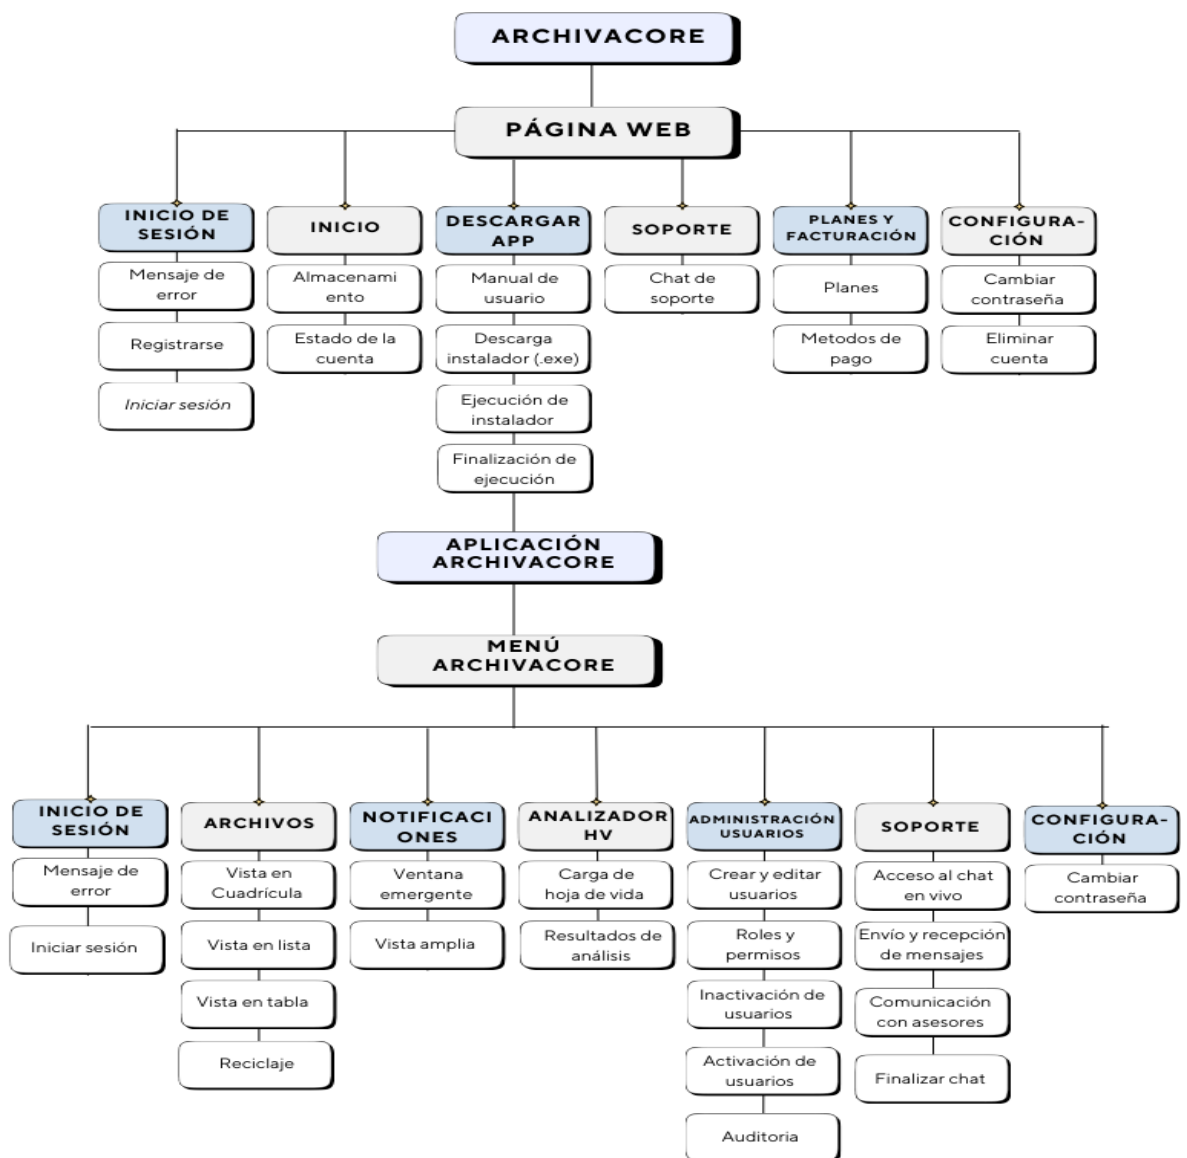 ARCHIVACORE
PÁGINA WEB
INICIO DE
SESIÓN
Mensaje de
error
Registrarse
Iniciar sesión
INICIO
Almacenami
ento
Estado de la
cuenta
DESCARGAR
APP
Manual de
usuario
Descarga
instalador (.exe)
Ejecución de
instalador
Finalización de
ejecución
SOPORTE
Chat de
soporte
PLANES Y
FACTURACIÓN
Planes
Metodos de
pago
CONFIGURA-
CIÓN
Cambiar
contraseña
Eliminar
cuenta
APLICACIÓN
ARCHIVACORE
MENÚ
ARCHIVACORE
INICIO DE
SESIÓN
Mensaje de
error
Iniciar sesión
ARCHIVOS
Vista en
Cuadrícula
Vista en lista
Vista en tabla
Reciclaje
NOTIFICACI
ONES
Ventana
emergente
Vista amplia
ANALIZADOR
HV
Carga de
hoja de vida
Resultados de
análisis
ADMINISTRACIÓN
USUARIOS
Crear y editar
usuarios
Roles y
permisos
Inactivación de
usuarios
Activación de
usuarios
Auditoria
SOPORTE
Acceso al chat
en vivo
Envío y recepción
de mensajes
Comunicación
con asesores
Finalizar chat
CONFIGURA-
CIÓN
Cambiar
contraseña